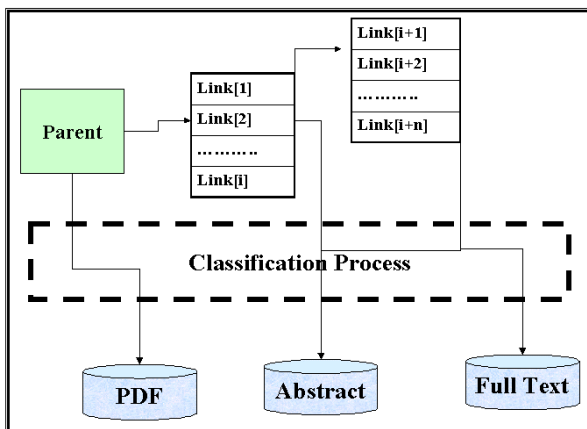 Parent
Link[1]
Link[2]
………..
Link[i]
Link[i+1]
Link[i+2]
………..
Link[i+n]
Classification Process
PDF
Abstract
Full Text